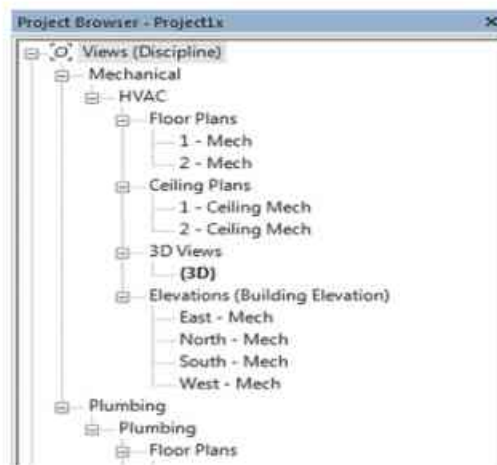 Project Browser - Project1x
Views (Discipline)
Mechanical
HVAC
Floor Plans
1 - Mech
2 - Mech
Ceiling Plans
1 - Ceiling Mech
2 - Ceiling Mech
3D Views
(3D)
Elevations (Building Elevation)
East - Mech
North - Mech
South - Mech
West - Mech
Plumbing
Plumbing
Floor Plans